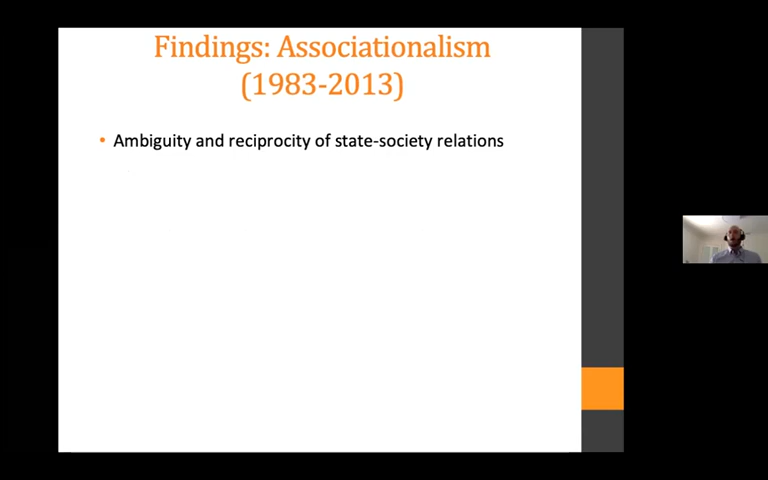 Findings: Associationalism
(1983-2013)
• Ambiguity and reciprocity of state-society relations